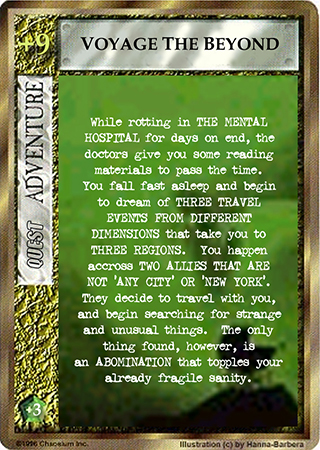 +9
VOYAGE THE BEYOND
QUEST ADVENTURE
While rotting in THE MENTAL
HOSPITAL for days on end, the
doctors give you some reading
materials to pass the time.
You fall fast asleep and begin
to dream of THREE TRAVEL
EVENTS FROM DIFFERENT
DIMENSIONS that take you to
THREE REGIONS. You happen
accross TWO ALLIES THAT ARE
NOT 'ANY CITY' OR 'NEW YORK'.
They decide to travel with you,
and begin searching for strange
and unusual things. The only
thing found, however, is
an ABOMINATION that topples your
already fragile sanity.
+3
©1996 Chaosium Inc.
Illustration (c) by Hanna-Barbera